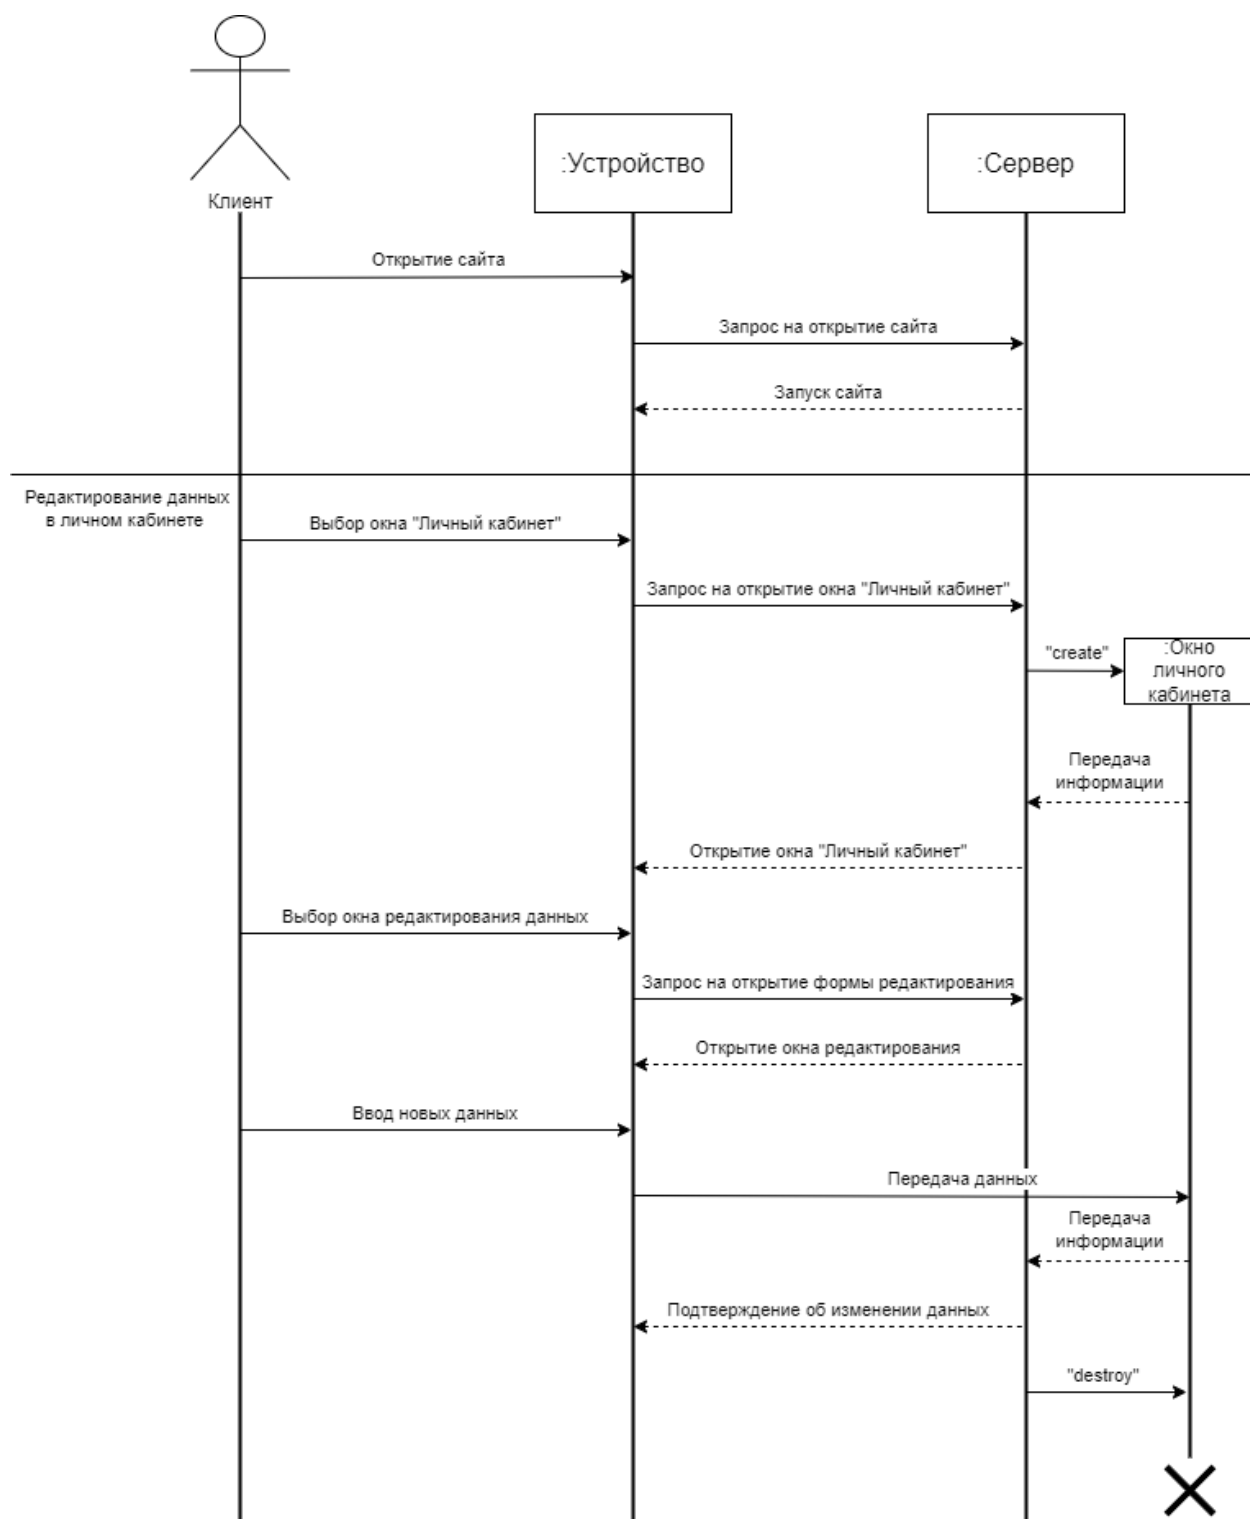 :Устройство
:Сервер
Клиент
Открытие сайта
Запрос на открытие сайта
Запуск сайта
Редактирование данных
в личном кабинете
Выбор окна "Личный кабинет"
Запрос на открытие окна "Личный кабинет"
"create"
:Окно
личного
кабинета
Передача
информации
Открытие окна "Личный кабинет"
Выбор окна редактирования данных
Запрос на открытие формы редактирования
Открытие окна редактирования
Ввод новых данных
Передача данных
Передача
информации
Подтверждение об изменении данных
"destroy"